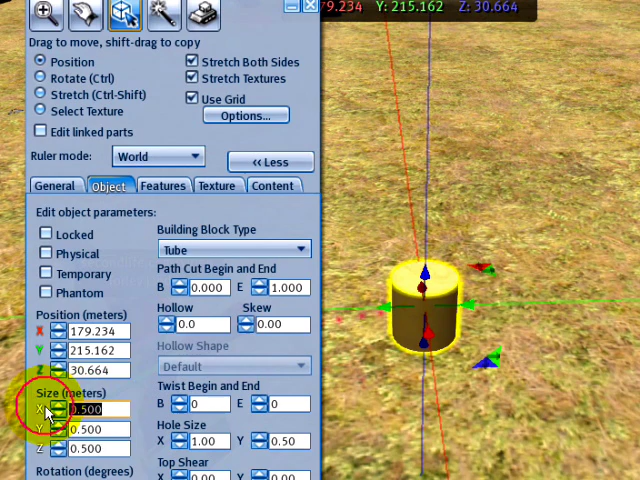 79.234 Y: 215.162 Z: 30.664
Drag to move, shift-drag to copy
Position
Rotate (Ctrl)
Stretch (Ctrl-Shift)
Select Texture
Edit linked parts
Stretch Both Sides
Stretch Textures
Use Grid
Options...
Ruler mode: World
<< Less
General Object Features Texture Content
Edit object parameters:
Locked
Physical
Temporary
Phantom
Position (meters)
X 179.234
Y 215.162
Z 30.664
Size (meters)
X 0.500
Y 0.500
Z 0.500
Rotation (degrees)
Building Block Type
Tube
Path Cut Begin and End
B 0.000 E 1.000
Hollow Skew
0.0 0.00
Hollow Shape
Default
Twist Begin and End
B 0 E 0
Hole Size
X 1.00 Y 0.50
Top Shear
X 0.00 Y 0.00